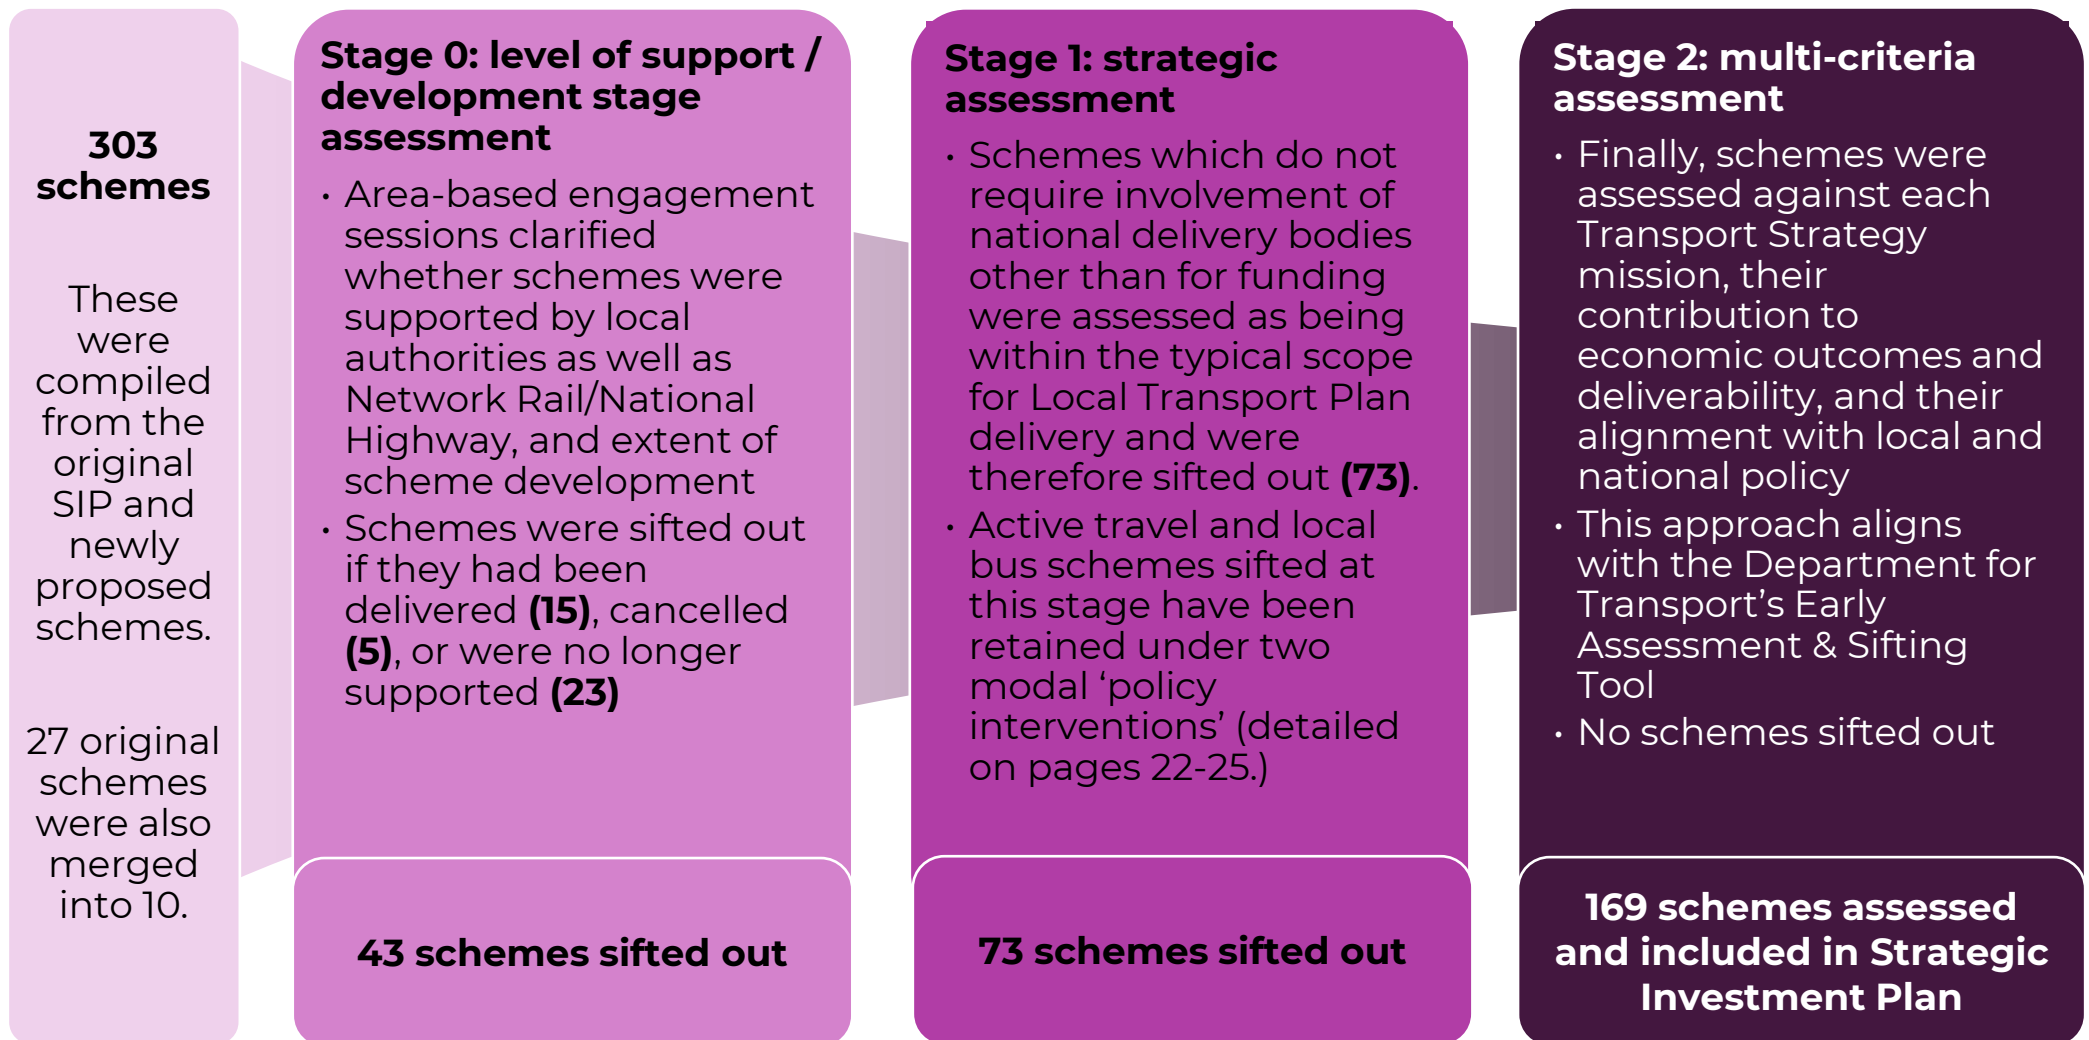 303
schemes
These
were
compiled
from the
original
SIP and
newly
proposed
schemes.
27 original
schemes
were also
merged
into 10.
Stage 0: level of support /
development stage
assessment
• Area-based engagement
sessions clarified
whether schemes were
supported by local
authorities as well as
Network Rail/National
Highway, and extent of
scheme development
• Schemes were sifted out
if they had been
delivered (15), cancelled
(5), or were no longer
supported (23)
43 schemes sifted out
Stage 1: strategic
assessment
• Schemes which do not
require involvement of
national delivery bodies
other than for funding
were assessed as being
within the typical scope
for Local Transport Plan
delivery and were
therefore sifted out (73).
• Active travel and local
bus schemes sifted at
this stage have been
retained under two
modal ‘policy
interventions’ (detailed
on pages 22-25.)
73 schemes sifted out
Stage 2: multi-criteria
assessment
• Finally, schemes were
assessed against each
Transport Strategy
mission, their
contribution to
economic outcomes and
deliverability, and their
alignment with local and
national policy
• This approach aligns
with the Department for
Transport’s Early
Assessment & Sifting
Tool
• No schemes sifted out
169 schemes assessed
and included in Strategic
Investment Plan